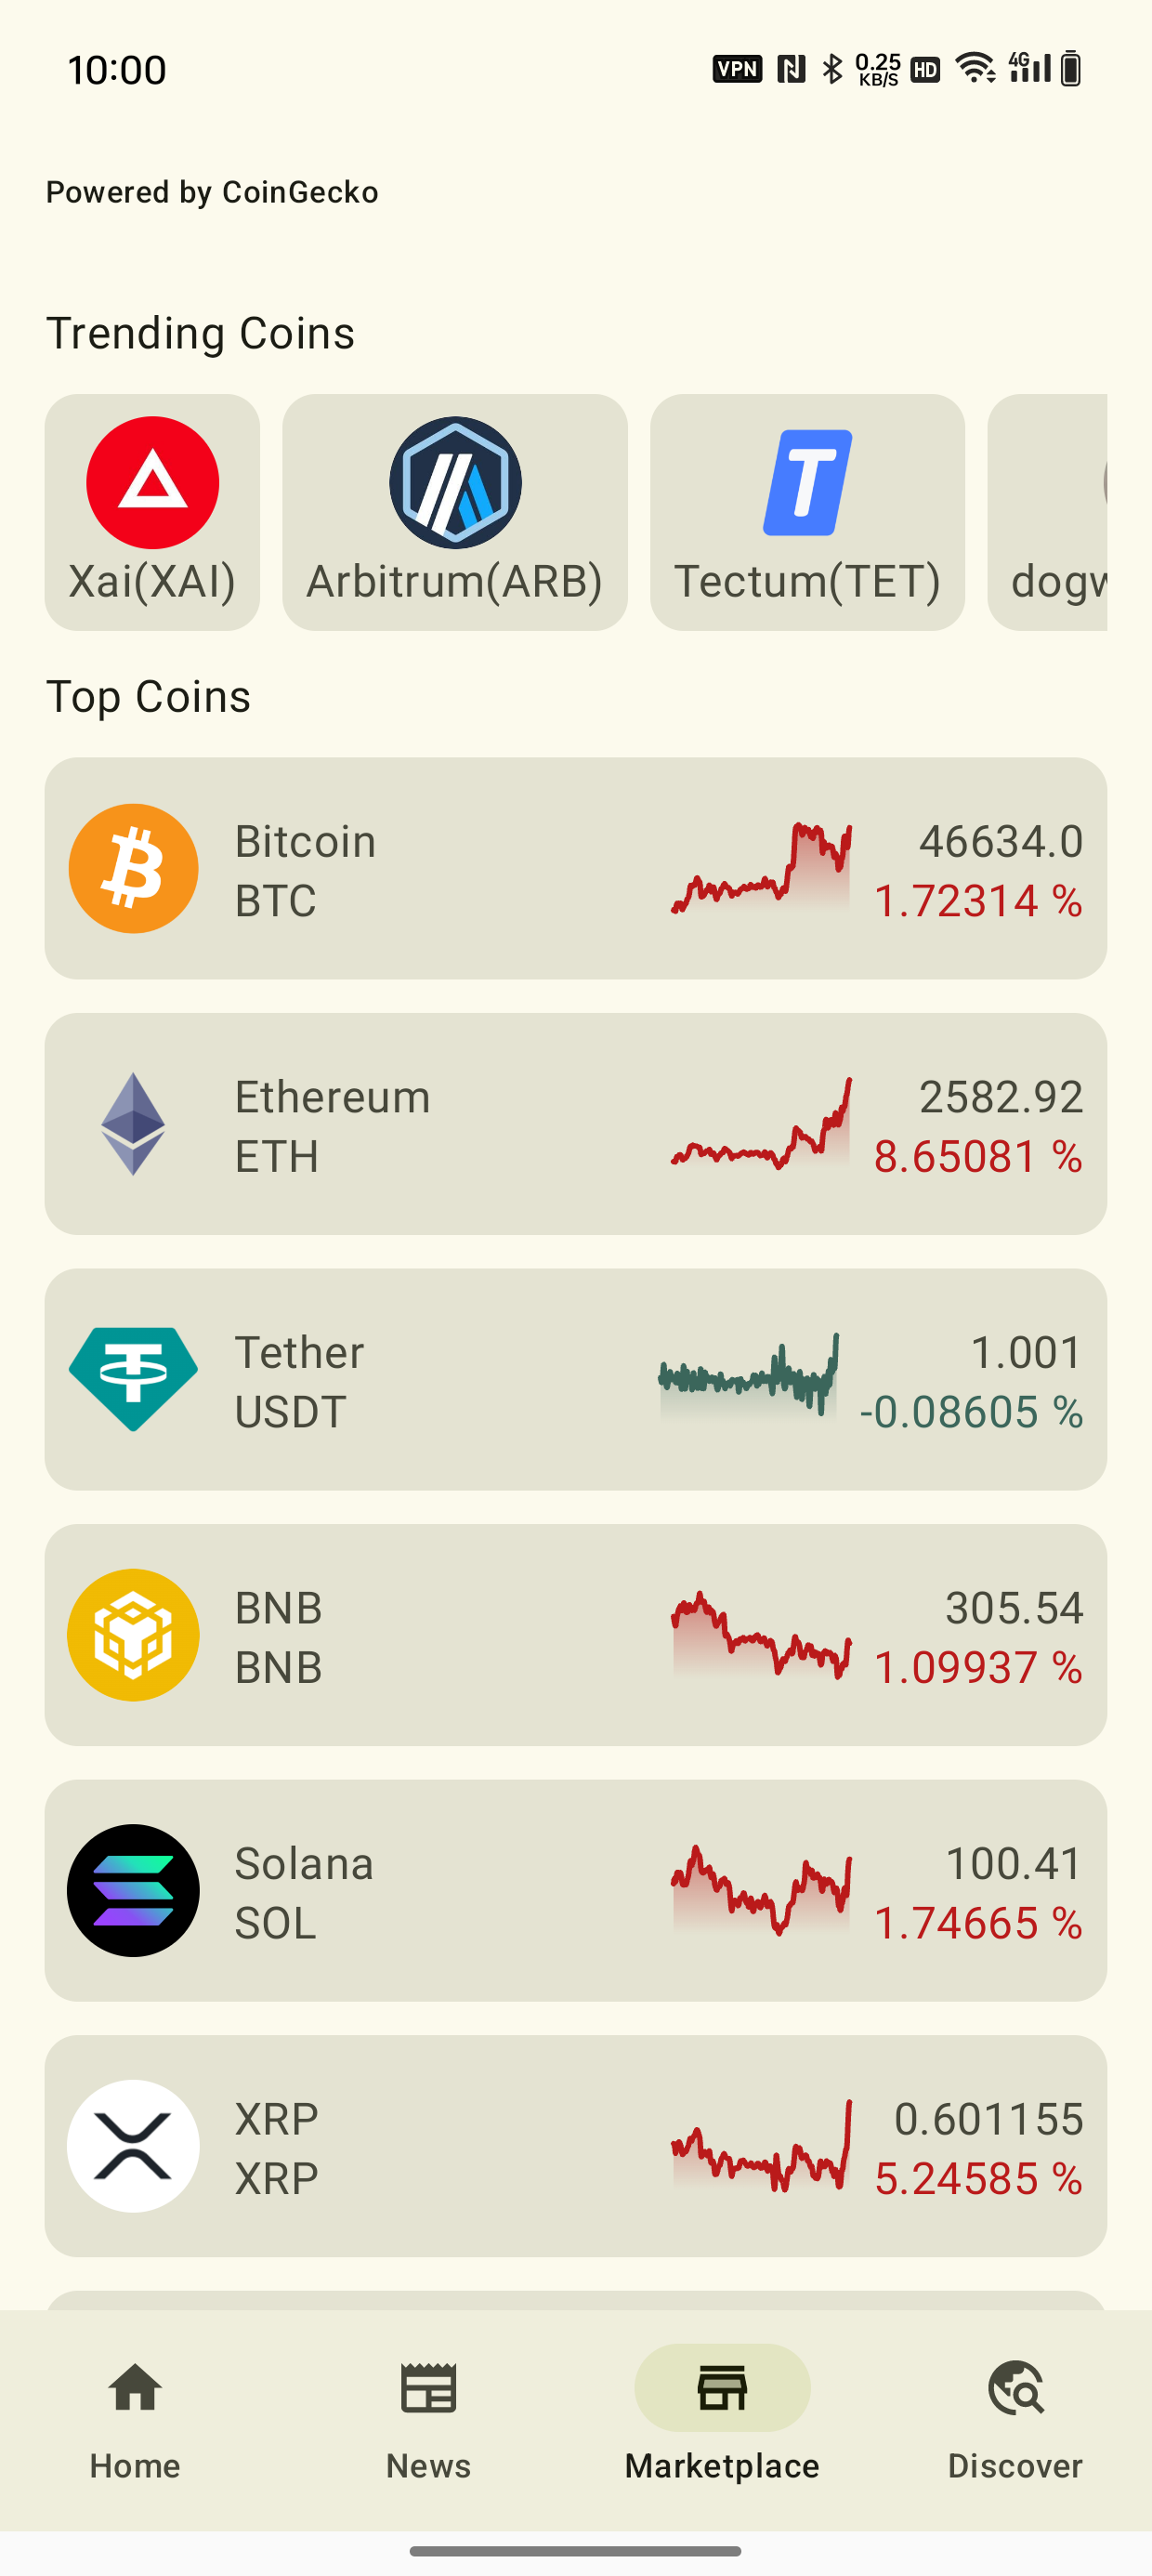 10:00
VPN
0.25
KB/S
HD
4G
Powered by CoinGecko
Trending Coins
Xai(XAI)
Arbitrum(ARB)
Tectum(TET)
Top Coins
Bitcoin
46634.0
BTC
1.72314 %
Ethereum
2582.92
ETH
8.65081 %
Tether
1.001
USDT
-0.08605 %
BNB
305.54
BNB
1.09937 %
Solana
100.41
SOL
1.74665 %
XRP
0.601155
XRP
5.24585 %
Home
News
Marketplace
Discover